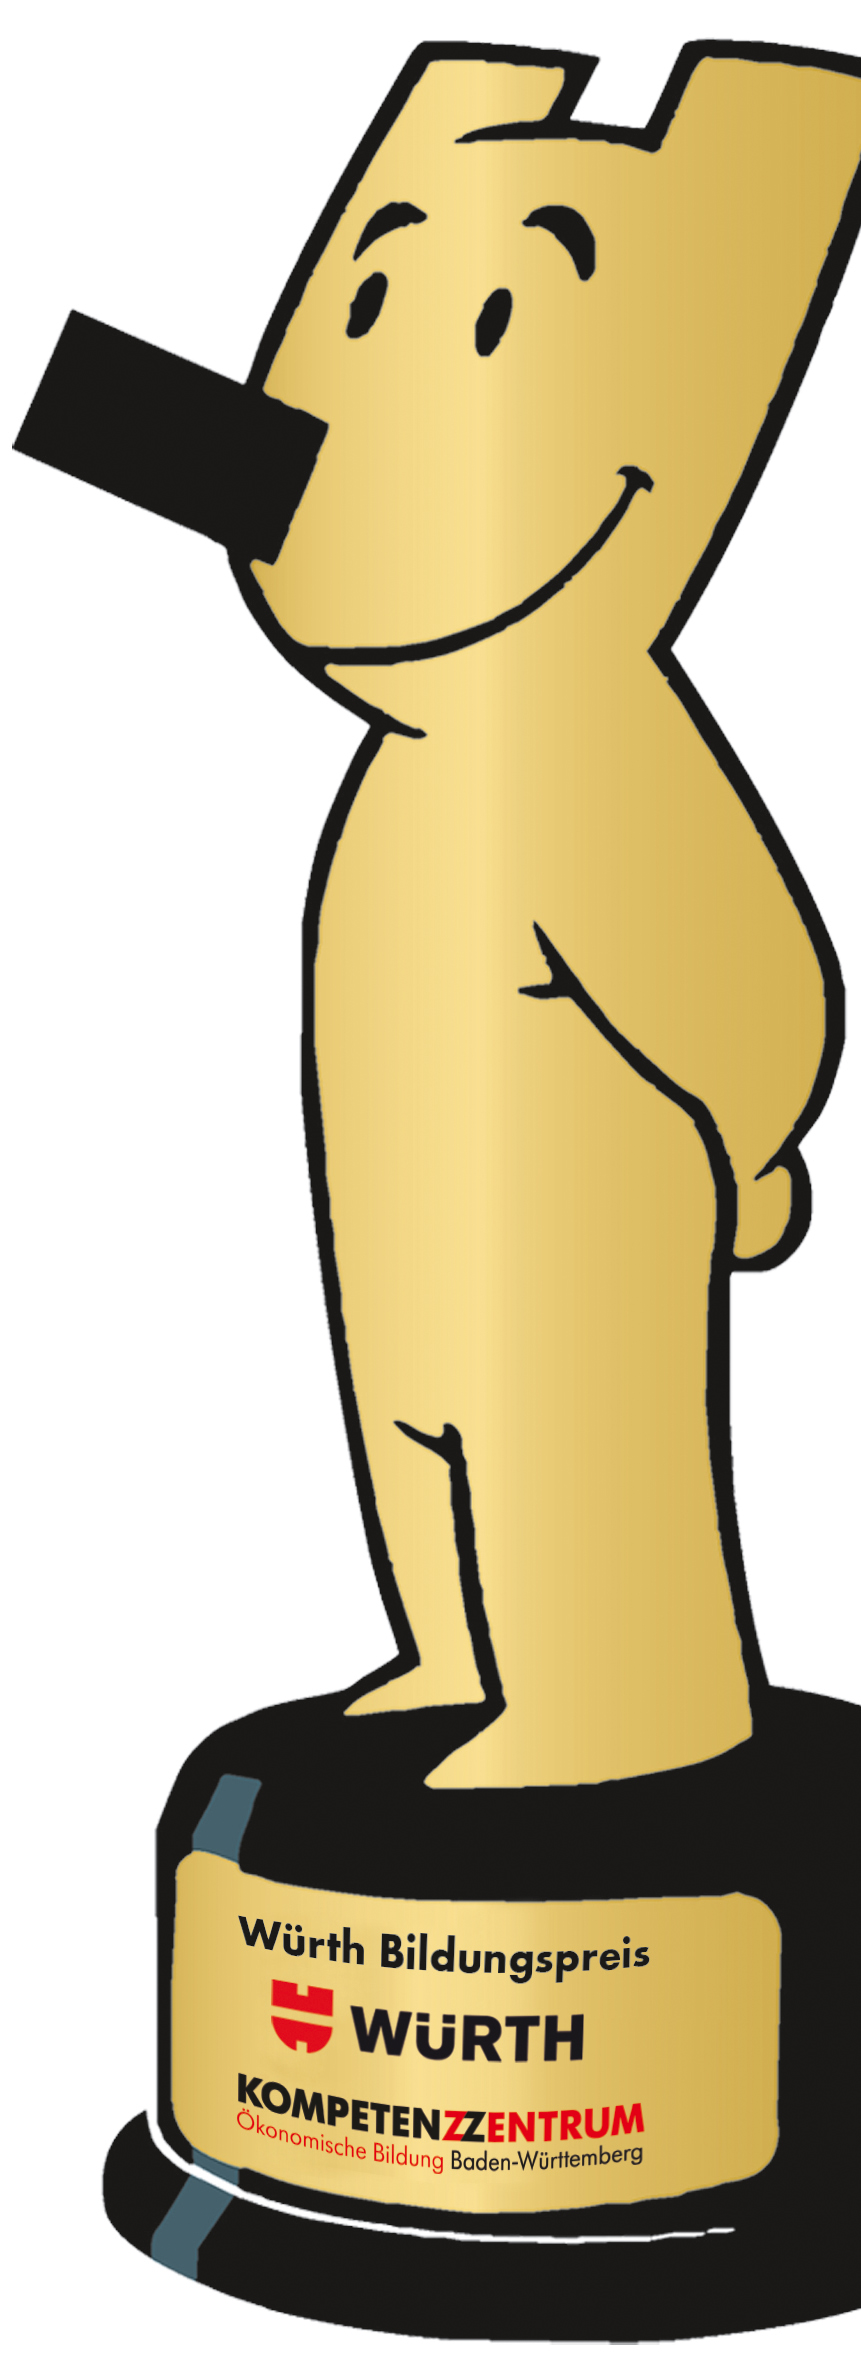 Würth Bildungspreis
WÜRTH
KOMPETENZZENTRUM
Ökonomische Bildung Baden-Württemberg